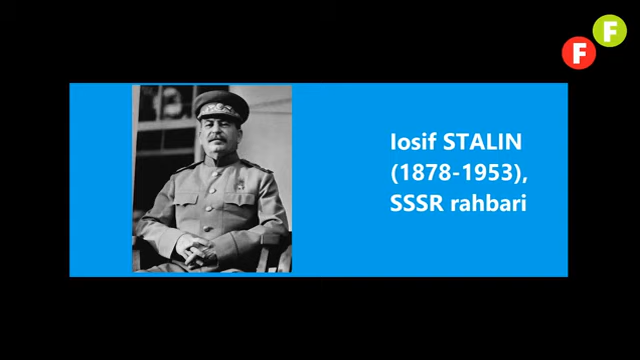 F
F
Iosif STALIN
(1878-1953),
SSSR rahbari